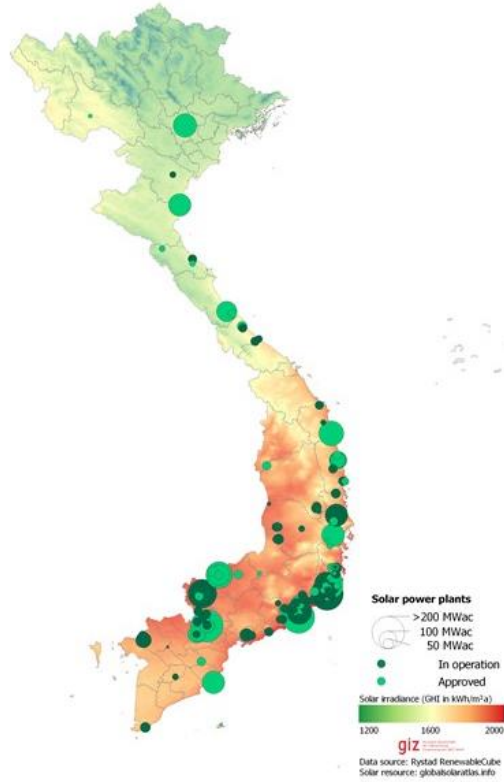 Solar power plants
>200 MWac
100 MWac
50 MWac
In operation
Approved
Solar irradiance (GHI in kWh/m²a)
1200 1600 2000
giz
Data source: Rystad RenewableCube
Solar resource: globalsolaratlas.info